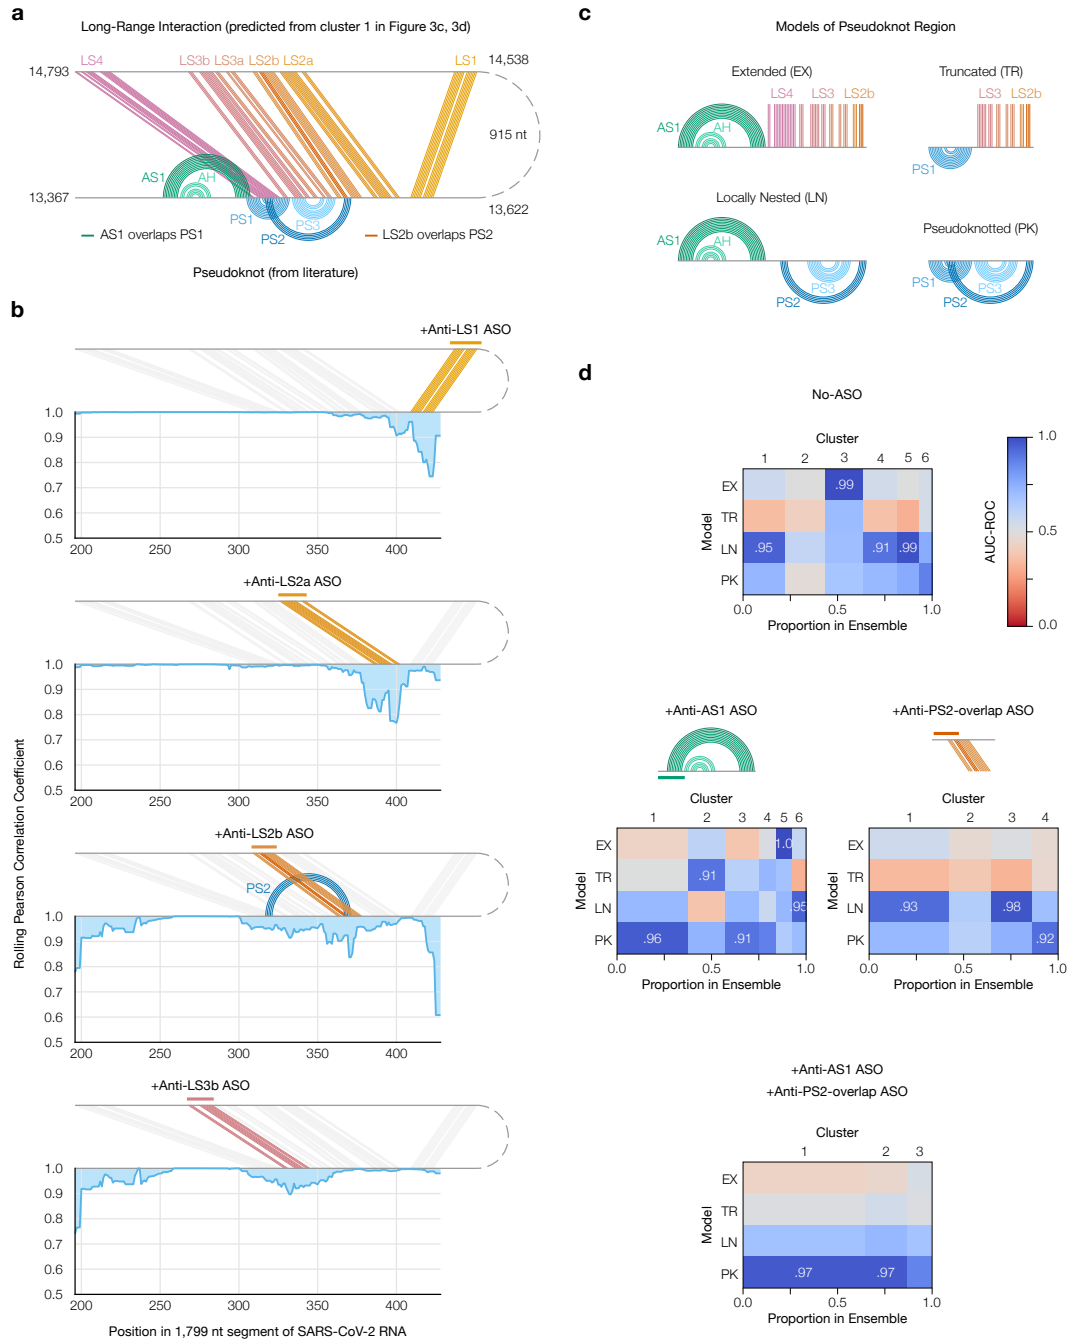 a
Long-Range Interaction (predicted from cluster 1 in Figure 3c, 3d)
LS4 LS3b LS3a LS2b LS2a LS1
14,793 14,538
915 nt
AS1 AH
13,367 13,622
PS1 PS3
PS2
AS1 overlaps PS1 LS2b overlaps PS2
Pseudoknot (from literature)
b
Rolling Pearson Correlation Coefficient
+Anti-LS1 ASO
1.0
0.9
0.8
0.7
0.6
0.5
200 250 300 350 400
+Anti-LS2a ASO
1.0
0.9
0.8
0.7
0.6
0.5
200 250 300 350 400
+Anti-LS2b ASO
PS2
1.0
0.9
0.8
0.7
0.6
0.5
200 250 300 350 400
+Anti-LS3b ASO
1.0
0.9
0.8
0.7
0.6
0.5
200 250 300 350 400
Position in 1,799 nt segment of SARS-CoV-2 RNA
c
Models of Pseudoknot Region
Extended (EX) Truncated (TR)
LS4 LS3 LS2b LS3 LS2b
AS1 AH
PS1
Locally Nested (LN)
Pseudoknotted (PK)
AS1 AH
PS3 PS1 PS3
PS2 PS2
d
No-ASO
Cluster
1 2 3 4 5 6
Model
EX .99
TR
LN .95 .91 .99
PK
0.0 0.5 1.0
Proportion in Ensemble
AUC-ROC
1.0
0.5
0.0
+Anti-AS1 ASO
Cluster
1 2 3 4 5 6
Model
EX 1.0
TR .91
LN .95
PK .96 .91
0.0 0.5 1.0
Proportion in Ensemble
+Anti-PS2-overlap ASO
Cluster
1 2 3 4
Model
EX
TR
LN .93 .98
PK .92
0.0 0.5 1.0
Proportion in Ensemble
+Anti-AS1 ASO
+Anti-PS2-overlap ASO
Cluster
1 2 3
Model
EX
TR
LN
PK .97 .97
0.0 0.5 1.0
Proportion in Ensemble